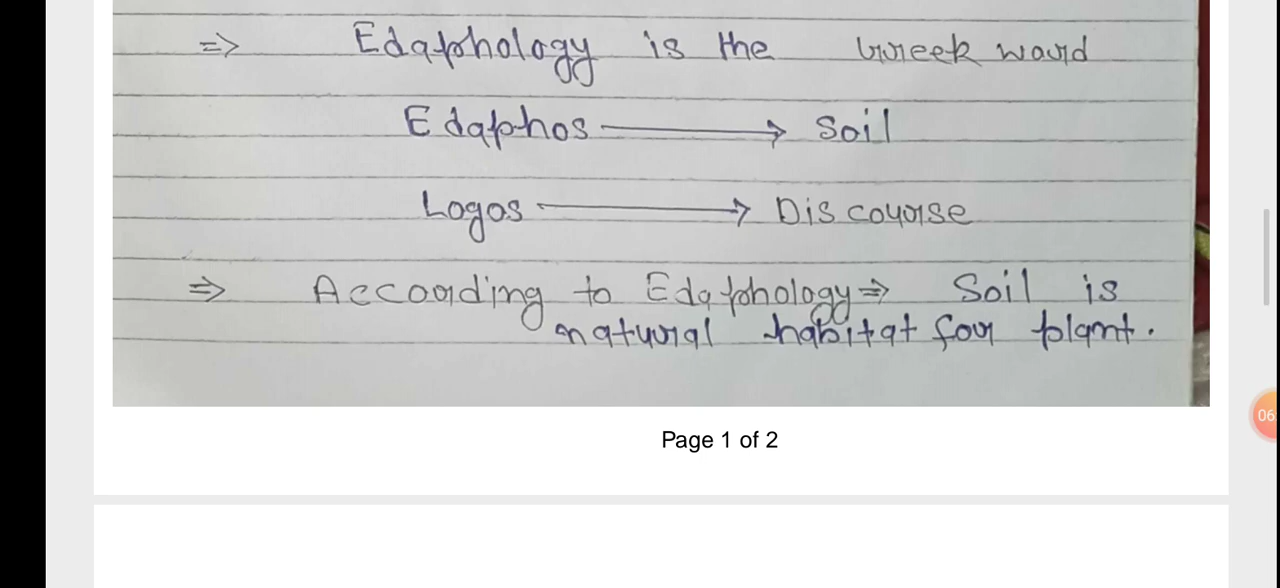 ⇒ Edaphology is the Greek word
Edaphos → Soil
Logos → Discourse
⇒ According to Edaphology ⇒ Soil is
natural habitat for plant.
Page 1 of 2
06